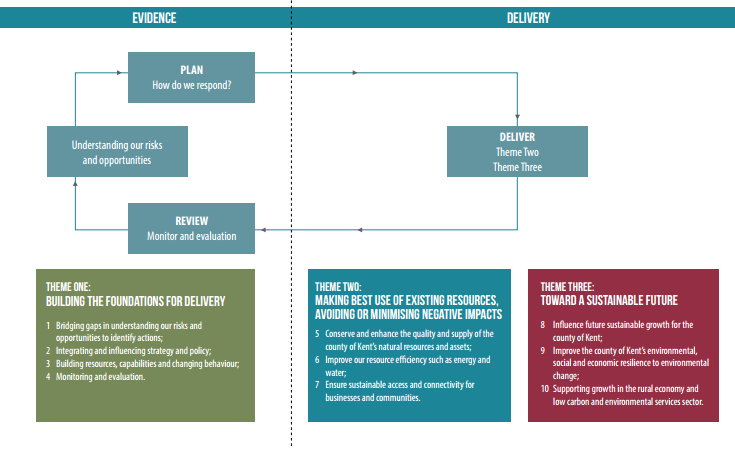 EVIDENCE
DELIVERY
PLAN
How do we respond?
Understanding our risks
and opportunities
DELIVER
Theme Two
Theme Three
REVIEW
Monitor and evaluation
THEME ONE:
BUILDING THE FOUNDATIONS FOR DELIVERY
1 Bridging gaps in understanding our risks and
opportunities to identify actions;
2 Integrating and influencing strategy and policy;
3 Building resources, capabilities and changing behaviour;
4 Monitoring and evaluation.
THEME TWO:
MAKING BEST USE OF EXISTING RESOURCES,
AVOIDING OR MINIMISING NEGATIVE IMPACTS
5 Conserve and enhance the quality and supply of the
county of Kent's natural resources and assets;
6 Improve our resource efficiency such as energy and
water;
7 Ensure sustainable access and connectivity for
businesses and communities.
THEME THREE:
TOWARD A SUSTAINABLE FUTURE
8 Influence future sustainable growth for the
county of Kent;
9 Improve the county of Kent's environmental,
social and economic resilience to environmental
change;
10 Supporting growth in the rural economy and
low carbon and environmental services sector.